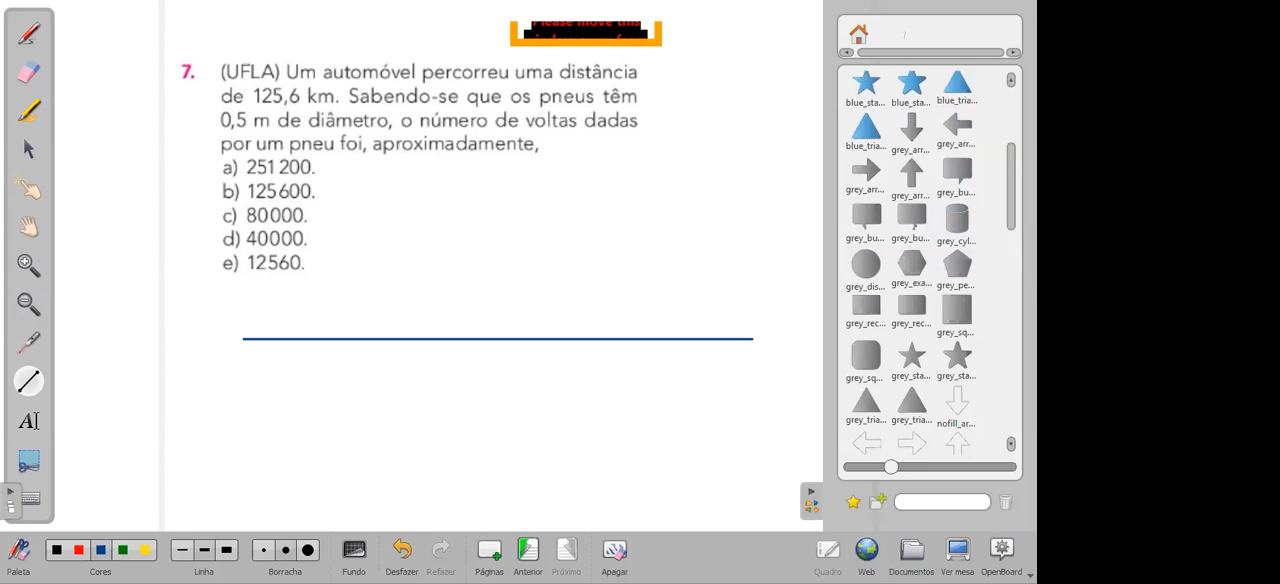 Please move this
7. (UFLA) Um automóvel percorreu uma distância
de 125,6 km. Sabendo-se que os pneus têm
0,5 m de diâmetro, o número de voltas dadas
por um pneu foi, aproximadamente,
a) 251 200.
b) 125 600.
c) 80 000.
d) 40 000.
e) 12 560.
AI
blue_sta... blue_sta... blue_tria...
blue_tria... grey_arr... grey_arr...
grey_arr... grey_arr... grey_bu...
grey_bu... grey_bu... grey_cyl...
grey_dis... grey_exa... grey_pe...
grey_rec... grey_rec... grey_sq...
grey_sq... grey_sta... grey_sta...
grey_tria... grey_tria... nofill_ar...
Paleta Cores Linha Borracha Fundo Desfazer Refazer Páginas Anterior Próximo Apagar Quadro Web Documentos Ver mesa OpenBoard